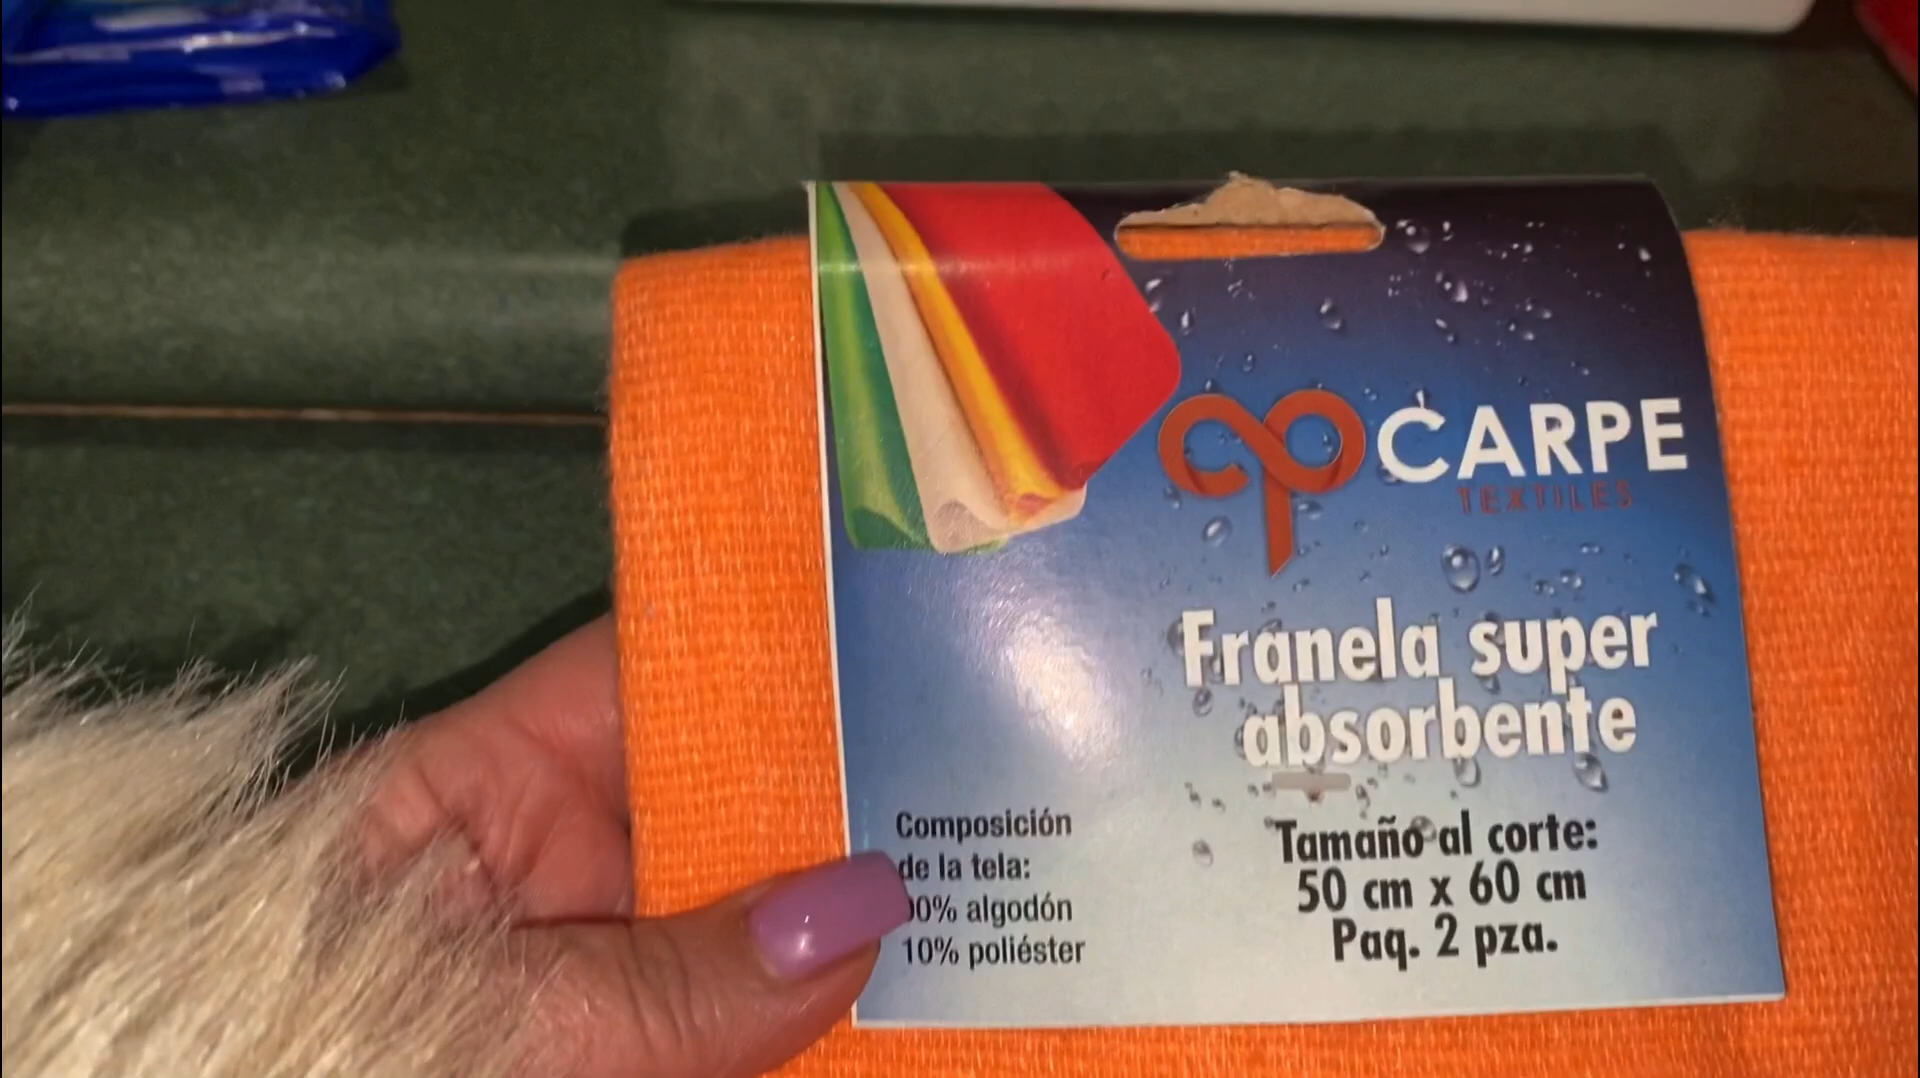 CARPE
TEXTILES
Franela super
absorbente
Composición
de la tela:
0% algodón
10% poliéster
Tamaño al corte:
50 cm x 60 cm
Paq. 2 pza.